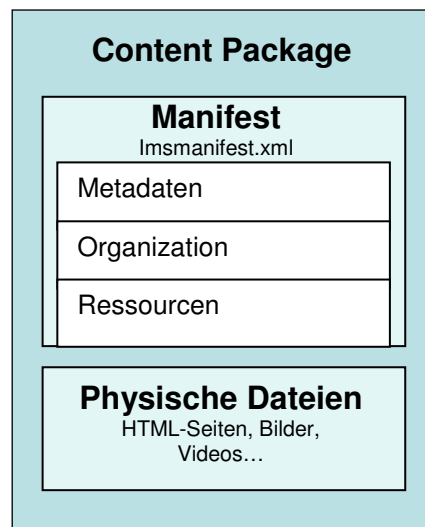 Content Package
Manifest
Imsmanifest.xml
Metadaten
Organization
Ressourcen
Physische Dateien
HTML-Seiten, Bilder,
Videos…